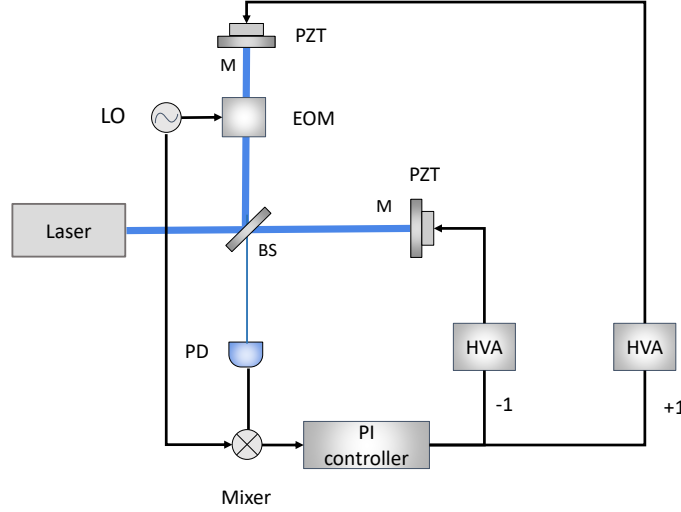 PZT
M
LO
EOM
PZT
M
Laser
BS
PD
HVA
HVA
-1
+1
PI
controller
Mixer